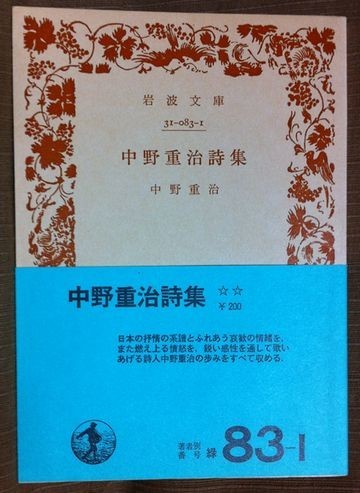 岩波文庫
31-083-1
中野重治詩集
中野重治
中野重治詩集 ☆☆
¥200
日本の抒情の系譜とふれあう哀歓の情緒を,
また燃え上る憤怒を, 鋭い感性を通して歌い
あげる詩人中野重治の歩みをすべて収める.
著者別
番号 緑 83-1